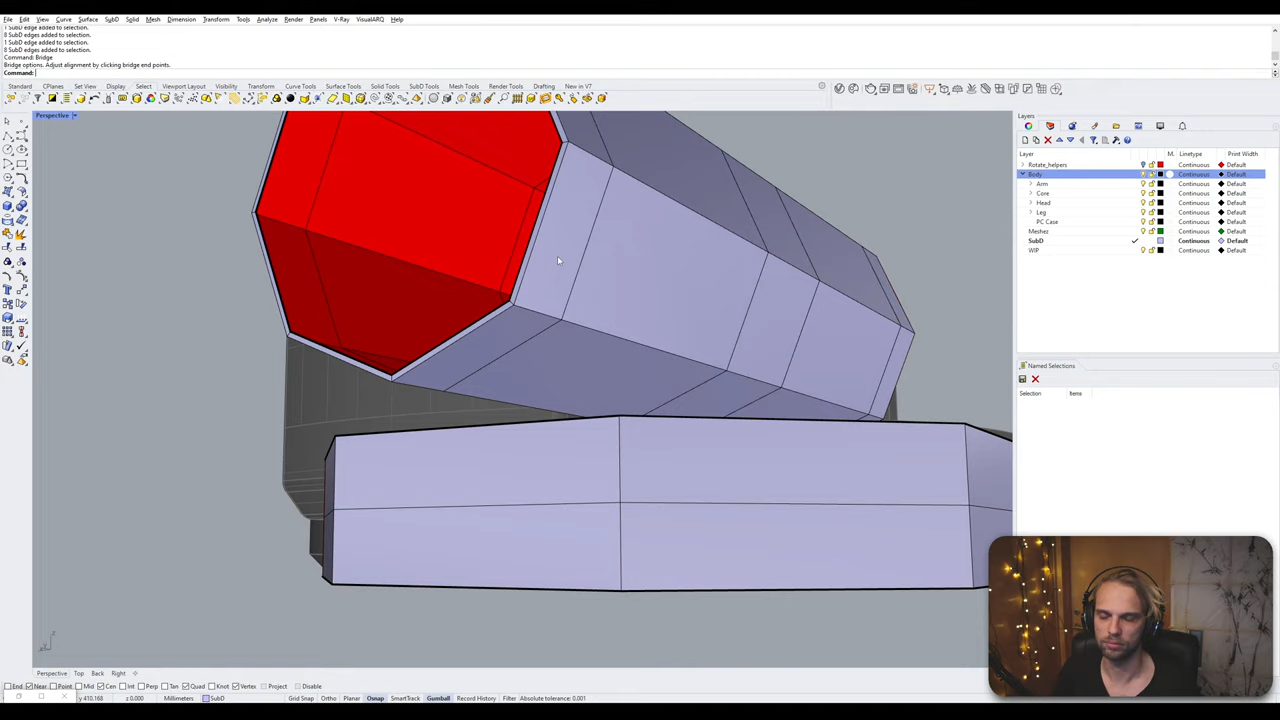 File Edit View Curve Surface SubD Solid Mesh Dimension Transform Tools Analyze Render Panels V-Ray VisualARQ Help
1 SubD edge added to selection.
8 SubD edges added to selection.
1 SubD edge added to selection.
8 SubD edges added to selection.
Command: Bridge
Bridge options. Adjust alignment by clicking bridge end points.
Command:
Standard CPlanes Set View Display Select Viewport Layout Visibility Transform Curve Tools Surface Tools Solid Tools SubD Tools Mesh Tools Render Tools Drafting New in V7
Perspective
Layers
Layer M. Linetype Print Width
Rotate_helpers Continuous Default
Body Continuous Default
Arm Continuous Default
Core Continuous Default
Head Continuous Default
Leg Continuous Default
PC Case Continuous Default
Meshez Continuous Default
SubD Continuous Default
WIP Continuous Default
Named Selections
Selection Items
Perspective Top Back Right
End Near Point Mid Cen Int Perp Tan Quad Knot Vertex Project Disable
y 410.168 z 0.000 Millimeters SubD Grid Snap Ortho Planar Osnap SmartTrack Gumball Record History Filter Absolute tolerance: 0.001